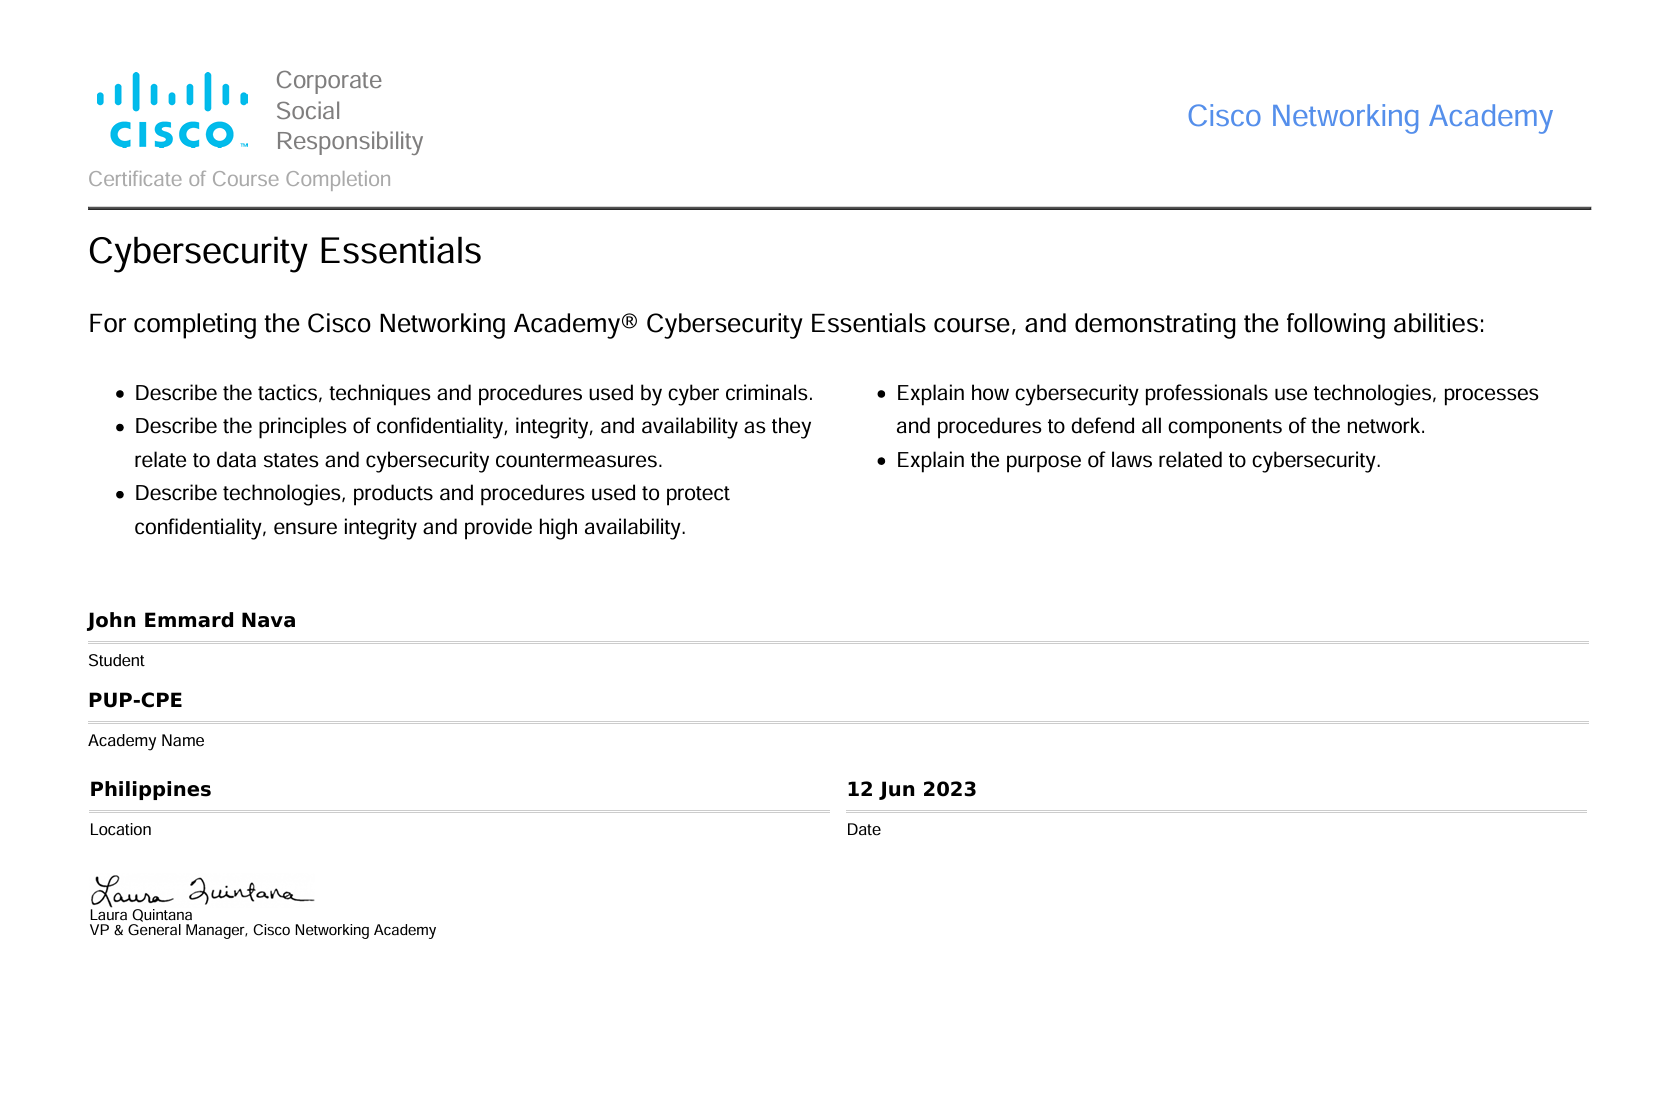 CISCO™
Corporate
Social
Responsibility
Cisco Networking Academy
Certificate of Course Completion
Cybersecurity Essentials
For completing the Cisco Networking Academy® Cybersecurity Essentials course, and demonstrating the following abilities:
• Describe the tactics, techniques and procedures used by cyber criminals.
• Describe the principles of confidentiality, integrity, and availability as they
relate to data states and cybersecurity countermeasures.
• Describe technologies, products and procedures used to protect
confidentiality, ensure integrity and provide high availability.
• Explain how cybersecurity professionals use technologies, processes
and procedures to defend all components of the network.
• Explain the purpose of laws related to cybersecurity.
John Emmard Nava
Student
PUP-CPE
Academy Name
Philippines
Location
12 Jun 2023
Date
Laura Quintana
Laura Quintana
VP & General Manager, Cisco Networking Academy